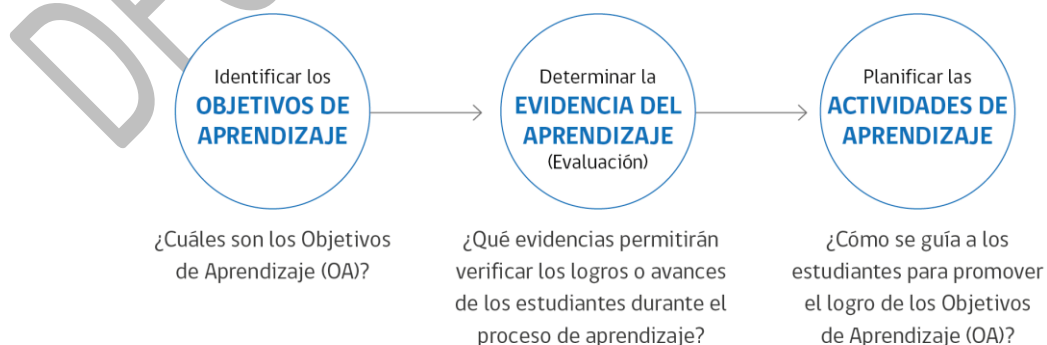 Identificar los
OBJETIVOS DE
APRENDIZAJE
¿Cuáles son los Objetivos
de Aprendizaje (OA)?
Determinar la
EVIDENCIA DEL
APRENDIZAJE
(Evaluación)
¿Qué evidencias permitirán
verificar los logros o avances
de los estudiantes durante el
proceso de aprendizaje?
Planificar las
ACTIVIDADES DE
APRENDIZAJE
¿Cómo se guía a los
estudiantes para promover
el logro de los Objetivos
de Aprendizaje (OA)?